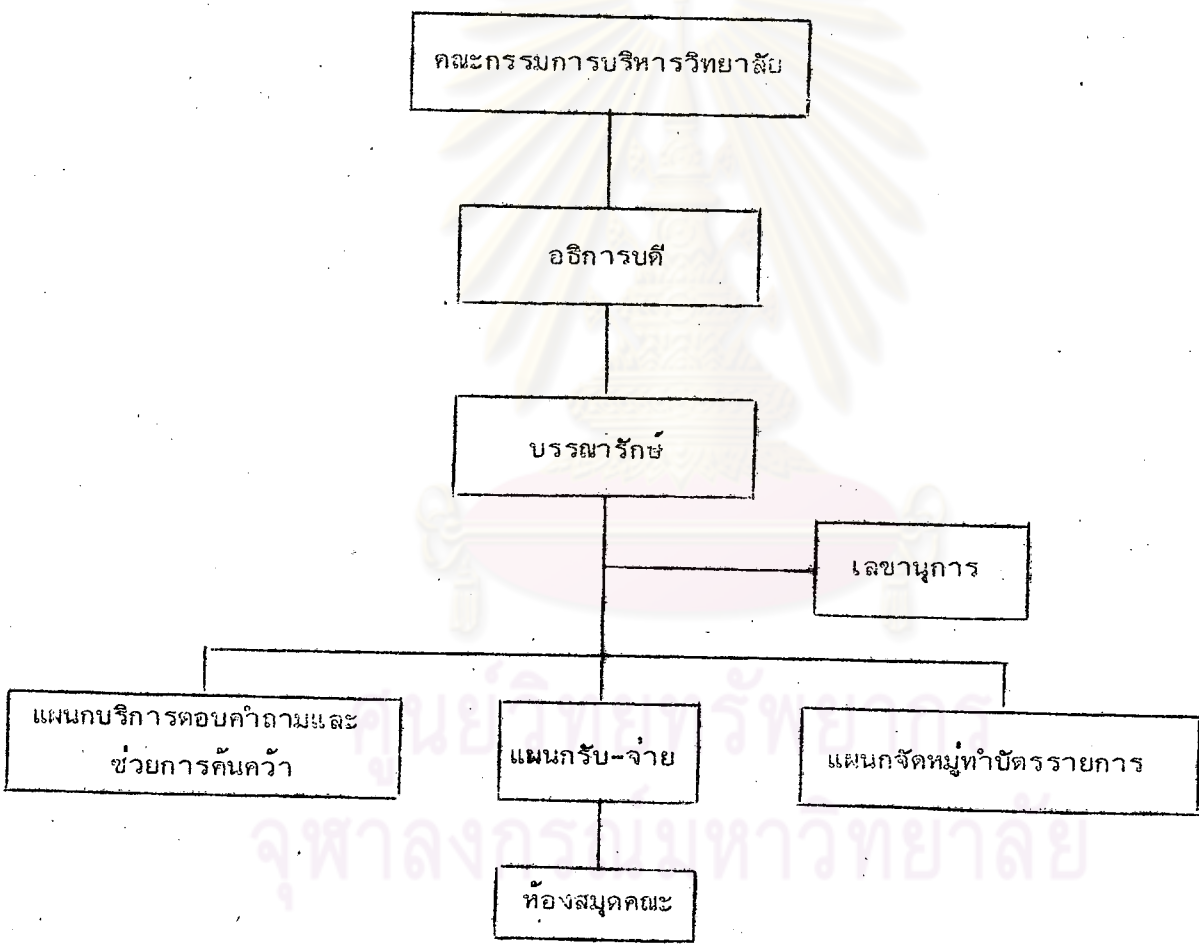 คณะกรรมการบริหารวิทยาลัย
อธิการบดี
บรรณารักษ์
เลขานุการ
แผนกบริการตอบคำถามและ
ช่วยการค้นคว้า
แผนกรับ-จ่าย
แผนกจัดหมู่ทำบัตรรายการ
ห้องสมุดคณะ
ศูนย์วิทยทรัพยากร
จุฬาลงกรณ์มหาวิทยาลัย